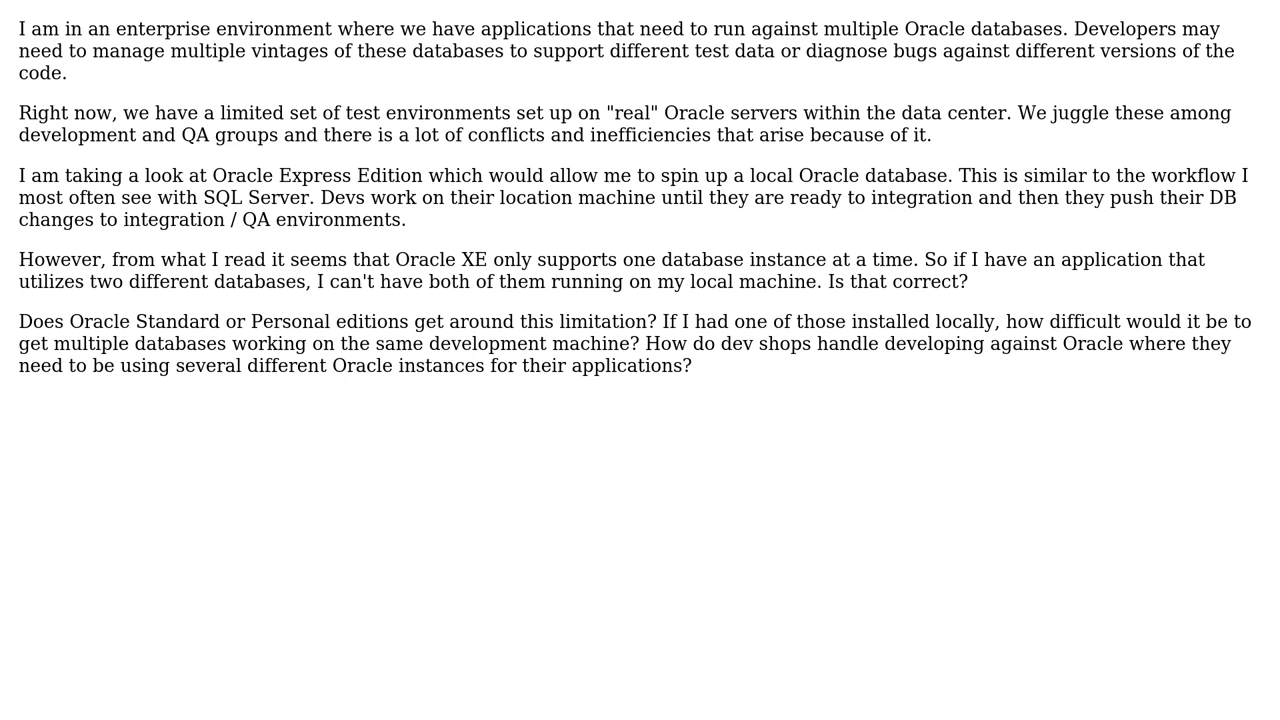 I am in an enterprise environment where we have applications that need to run against multiple Oracle databases. Developers may
need to manage multiple vintages of these databases to support different test data or diagnose bugs against different versions of the
code.
Right now, we have a limited set of test environments set up on "real" Oracle servers within the data center. We juggle these among
development and QA groups and there is a lot of conflicts and inefficiencies that arise because of it.
I am taking a look at Oracle Express Edition which would allow me to spin up a local Oracle database. This is similar to the workflow I
most often see with SQL Server. Devs work on their location machine until they are ready to integration and then they push their DB
changes to integration / QA environments.
However, from what I read it seems that Oracle XE only supports one database instance at a time. So if I have an application that
utilizes two different databases, I can't have both of them running on my local machine. Is that correct?
Does Oracle Standard or Personal editions get around this limitation? If I had one of those installed locally, how difficult would it be to
get multiple databases working on the same development machine? How do dev shops handle developing against Oracle where they
need to be using several different Oracle instances for their applications?